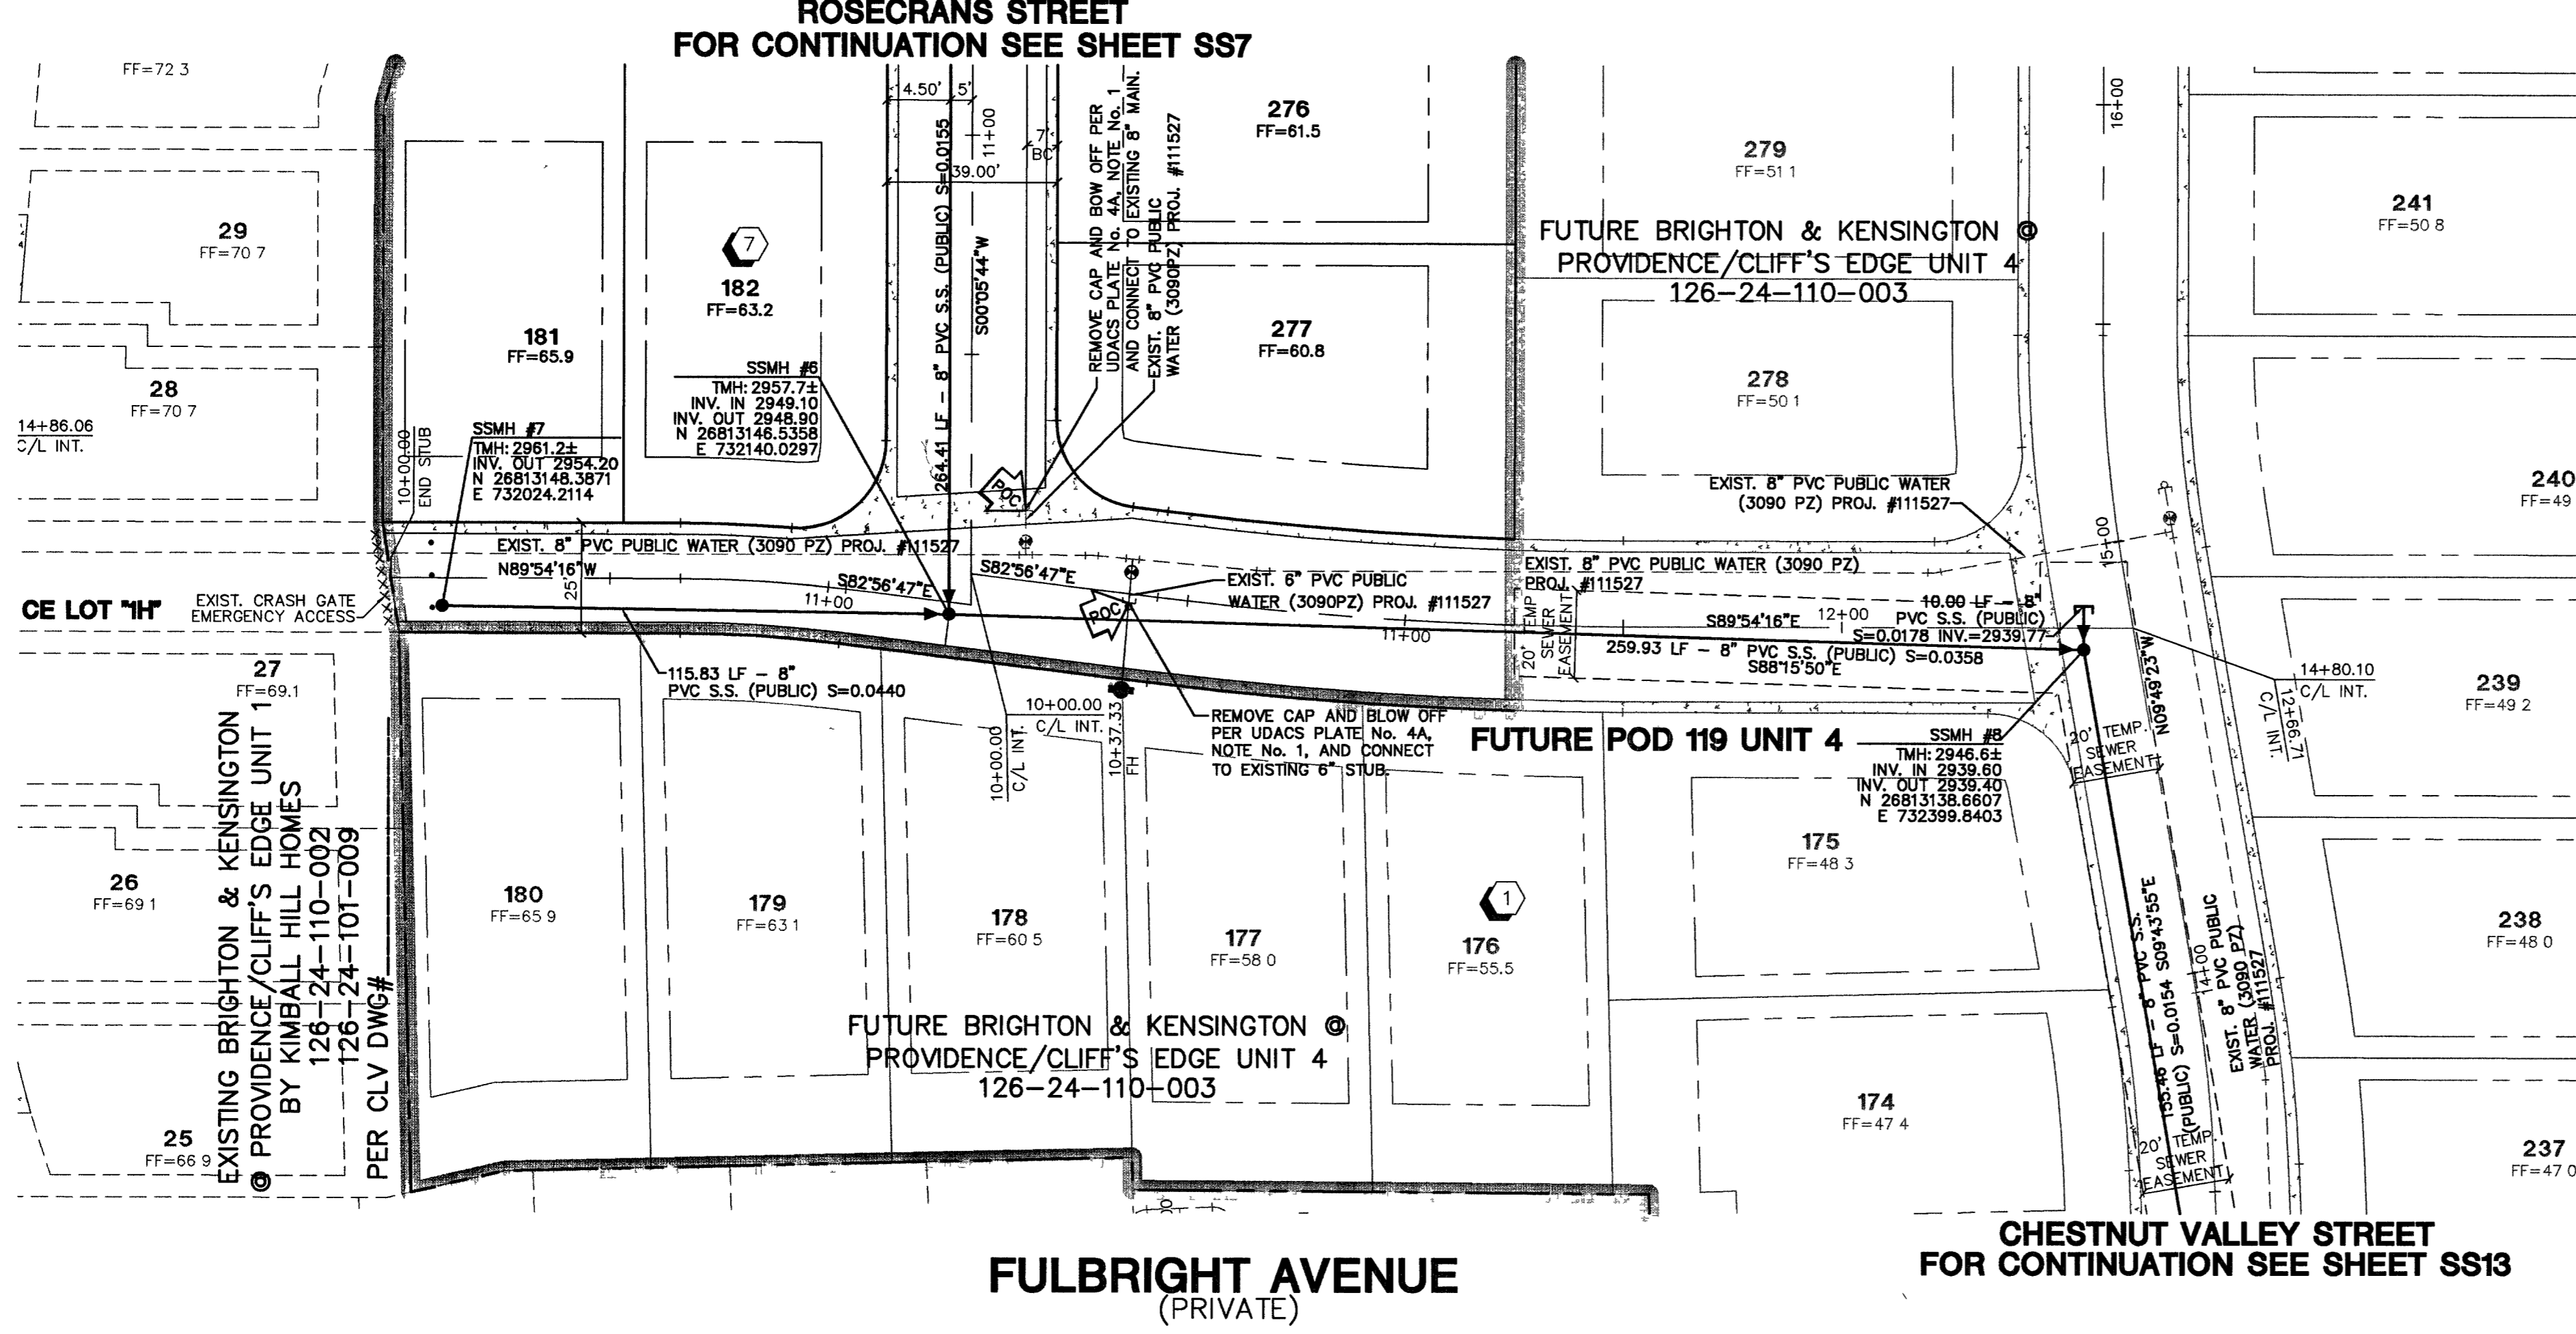 ROSECRANS STREET
FOR CONTINUATION SEE SHEET SS7
FF=72 3
29
FF=70 7
28
FF=70 7
14+86.06
C/L INT.
181
FF=65.9
7
182
FF=63.2
SSMH #6
TMH: 2957.7±
INV. IN 2949.10
INV. OUT 2948.90
N 26813146.5358
E 732140.0297
SSMH #7
TMH: 2961.2±
INV. OUT 2954.20
N 26813148.3871
E 732024.2114
10+00.00
END STUB
4.50'
5'
7'
BC
39.00'
11+00
264.41 LF - 8" PVC S.S. (PUBLIC) S=0.0155
S00°05'44"W
REMOVE CAP AND BOW OFF PER
UDACS PLATE No. 4A, NOTE No. 1
AND CONNECT TO EXISTING 8" MAIN.
EXIST. 8" PVC PUBLIC
WATER (3090PZ) PROJ. #111527
276
FF=61.5
277
FF=60.8
279
FF=51 1
FUTURE BRIGHTON & KENSINGTON @
PROVIDENCE/CLIFF'S EDGE UNIT 4
126-24-110-003
278
FF=50 1
16+00
241
FF=50 8
240
FF=49
EXIST. 8" PVC PUBLIC WATER
(3090 PZ) PROJ. #111527
POC
EXIST. 8" PVC PUBLIC WATER (3090 PZ) PROJ. #111527
N89°54'16"W
25'
S82°56'47"E
11+00
S82°56'47"E
EXIST. 6" PVC PUBLIC
WATER (3090PZ) PROJ. #111527
POC
11+00
EXIST. 8" PVC PUBLIC WATER (3090 PZ)
PROJ. #111527
20' TEMP
SEWER
EASEMENT
S89°54'16"E
12+00
10.00 LF - 8"
PVC S.S. (PUBLIC)
S=0.0178 INV.=2939.77
259.93 LF - 8" PVC S.S. (PUBLIC) S=0.0358
S88°15'50"E
15+00
N09°49'23"W
14+80.10
C/L INT.
12+66.71
C/L INT.
CE LOT "1H"
EXIST. CRASH GATE
EMERGENCY ACCESS
115.83 LF - 8"
PVC S.S. (PUBLIC) S=0.0440
10+00.00
C/L INT.
10+00.00
C/L INT.
10+37.33
FH
REMOVE CAP AND BLOW OFF
PER UDACS PLATE No. 4A,
NOTE No. 1, AND CONNECT
TO EXISTING 6" STUB.
FUTURE POD 119 UNIT 4
SSMH #8
TMH: 2946.6±
INV. IN 2939.60
INV. OUT 2939.40
N 26813138.6607
E 732399.8403
20' TEMP.
SEWER
EASEMENT
27
FF=69.1
26
FF=69 1
25
FF=66 9
EXISTING BRIGHTON & KENSINGTON
@ PROVIDENCE/CLIFF'S EDGE UNIT 1
BY KIMBALL HILL HOMES
126-24-110-002
126-24-101-009
PER CLV DWG#
180
FF=65 9
179
FF=63 1
178
FF=60 5
177
FF=58 0
1
176
FF=55.5
175
FF=48 3
174
FF=47 4
239
FF=49 2
238
FF=48 0
237
FF=47 0
FUTURE BRIGHTON & KENSINGTON @
PROVIDENCE/CLIFF'S EDGE UNIT 4
126-24-110-003
LF - 8" PVC S.S.
(PUBLIC) S=0.0154 S09°43'55"E
14+00
EXIST. 8" PVC PUBLIC
WATER (3090 PZ)
PROJ. #111527
20' TEMP.
SEWER
EASEMENT
CHESTNUT VALLEY STREET
FOR CONTINUATION SEE SHEET SS13
FULBRIGHT AVENUE
(PRIVATE)